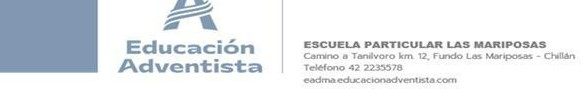 Educación
Adventista
ESCUELA PARTICULAR LAS MARIPOSAS
Camino a Tanilvoro km. 12, Fundo Las Mariposas - Chillán
Teléfono 42 2235578
eadma.educacionadventista.com